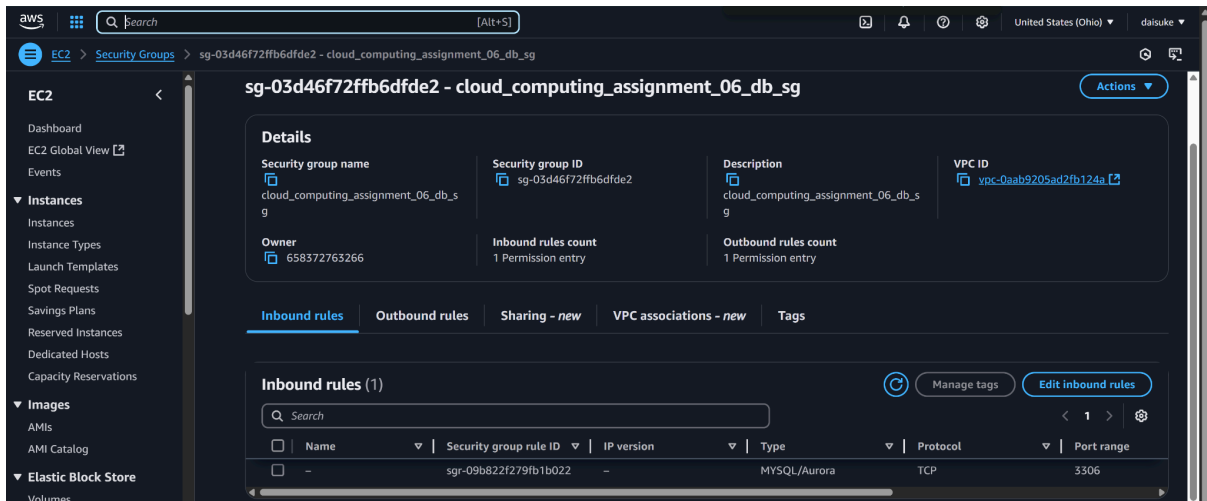 aws
Search
[Alt+S]
United States (Ohio) ▼
daisuke ▼
EC2 > Security Groups > sg-03d46f72ffb6dfde2 - cloud_computing_assignment_06_db_sg
EC2
Dashboard
EC2 Global View
Events
▼ Instances
Instances
Instance Types
Launch Templates
Spot Requests
Savings Plans
Reserved Instances
Dedicated Hosts
Capacity Reservations
▼ Images
AMIs
AMI Catalog
▼ Elastic Block Store
Volumes
sg-03d46f72ffb6dfde2 - cloud_computing_assignment_06_db_sg
Actions ▼
Details
Security group name
cloud_computing_assignment_06_db_s
g
Security group ID
sg-03d46f72ffb6dfde2
Description
cloud_computing_assignment_06_db_s
g
VPC ID
vpc-0aab9205ad2fb124a
Owner
658372763266
Inbound rules count
1 Permission entry
Outbound rules count
1 Permission entry
Inbound rules
Outbound rules
Sharing - new
VPC associations - new
Tags
Inbound rules (1)
Manage tags
Edit inbound rules
Search
< 1 >
Name
Security group rule ID
IP version
Type
Protocol
Port range
–
sgr-09b822f279fb1b022
–
MYSQL/Aurora
TCP
3306